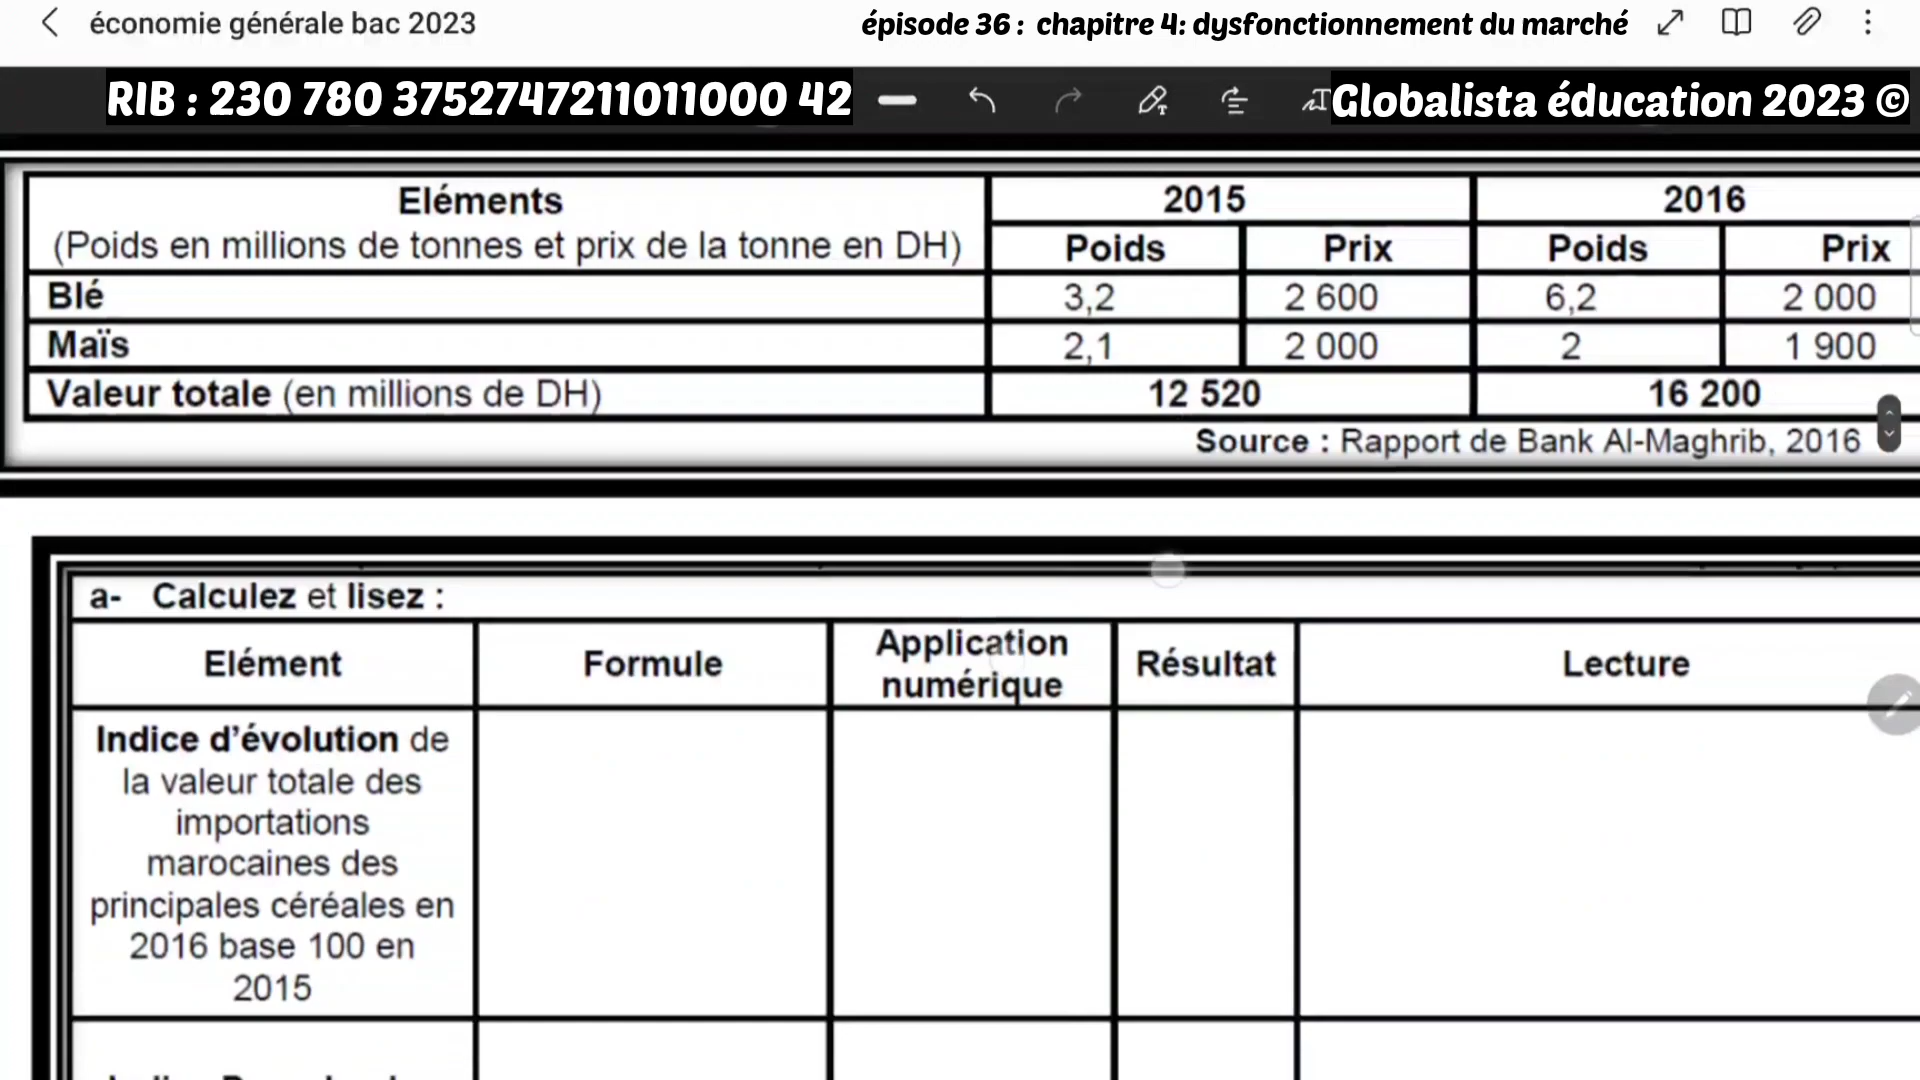 économie générale bac 2023
épisode 36 : chapitre 4: dysfonctionnement du marché
RIB : 230 780 3752747211011000 42
Globalista éducation 2023 ©
Eléments
(Poids en millions de tonnes et prix de la tonne en DH)
2015 2016
Poids Prix Poids Prix
Blé 3,2 2 600 6,2 2 000
Maïs 2,1 2 000 2 1 900
Valeur totale (en millions de DH) 12 520 16 200
Source : Rapport de Bank Al-Maghrib, 2016
a- Calculez et lisez :
Elément Formule Application numérique Résultat Lecture
Indice d'évolution de
la valeur totale des
importations
marocaines des
principales céréales en
2016 base 100 en
2015